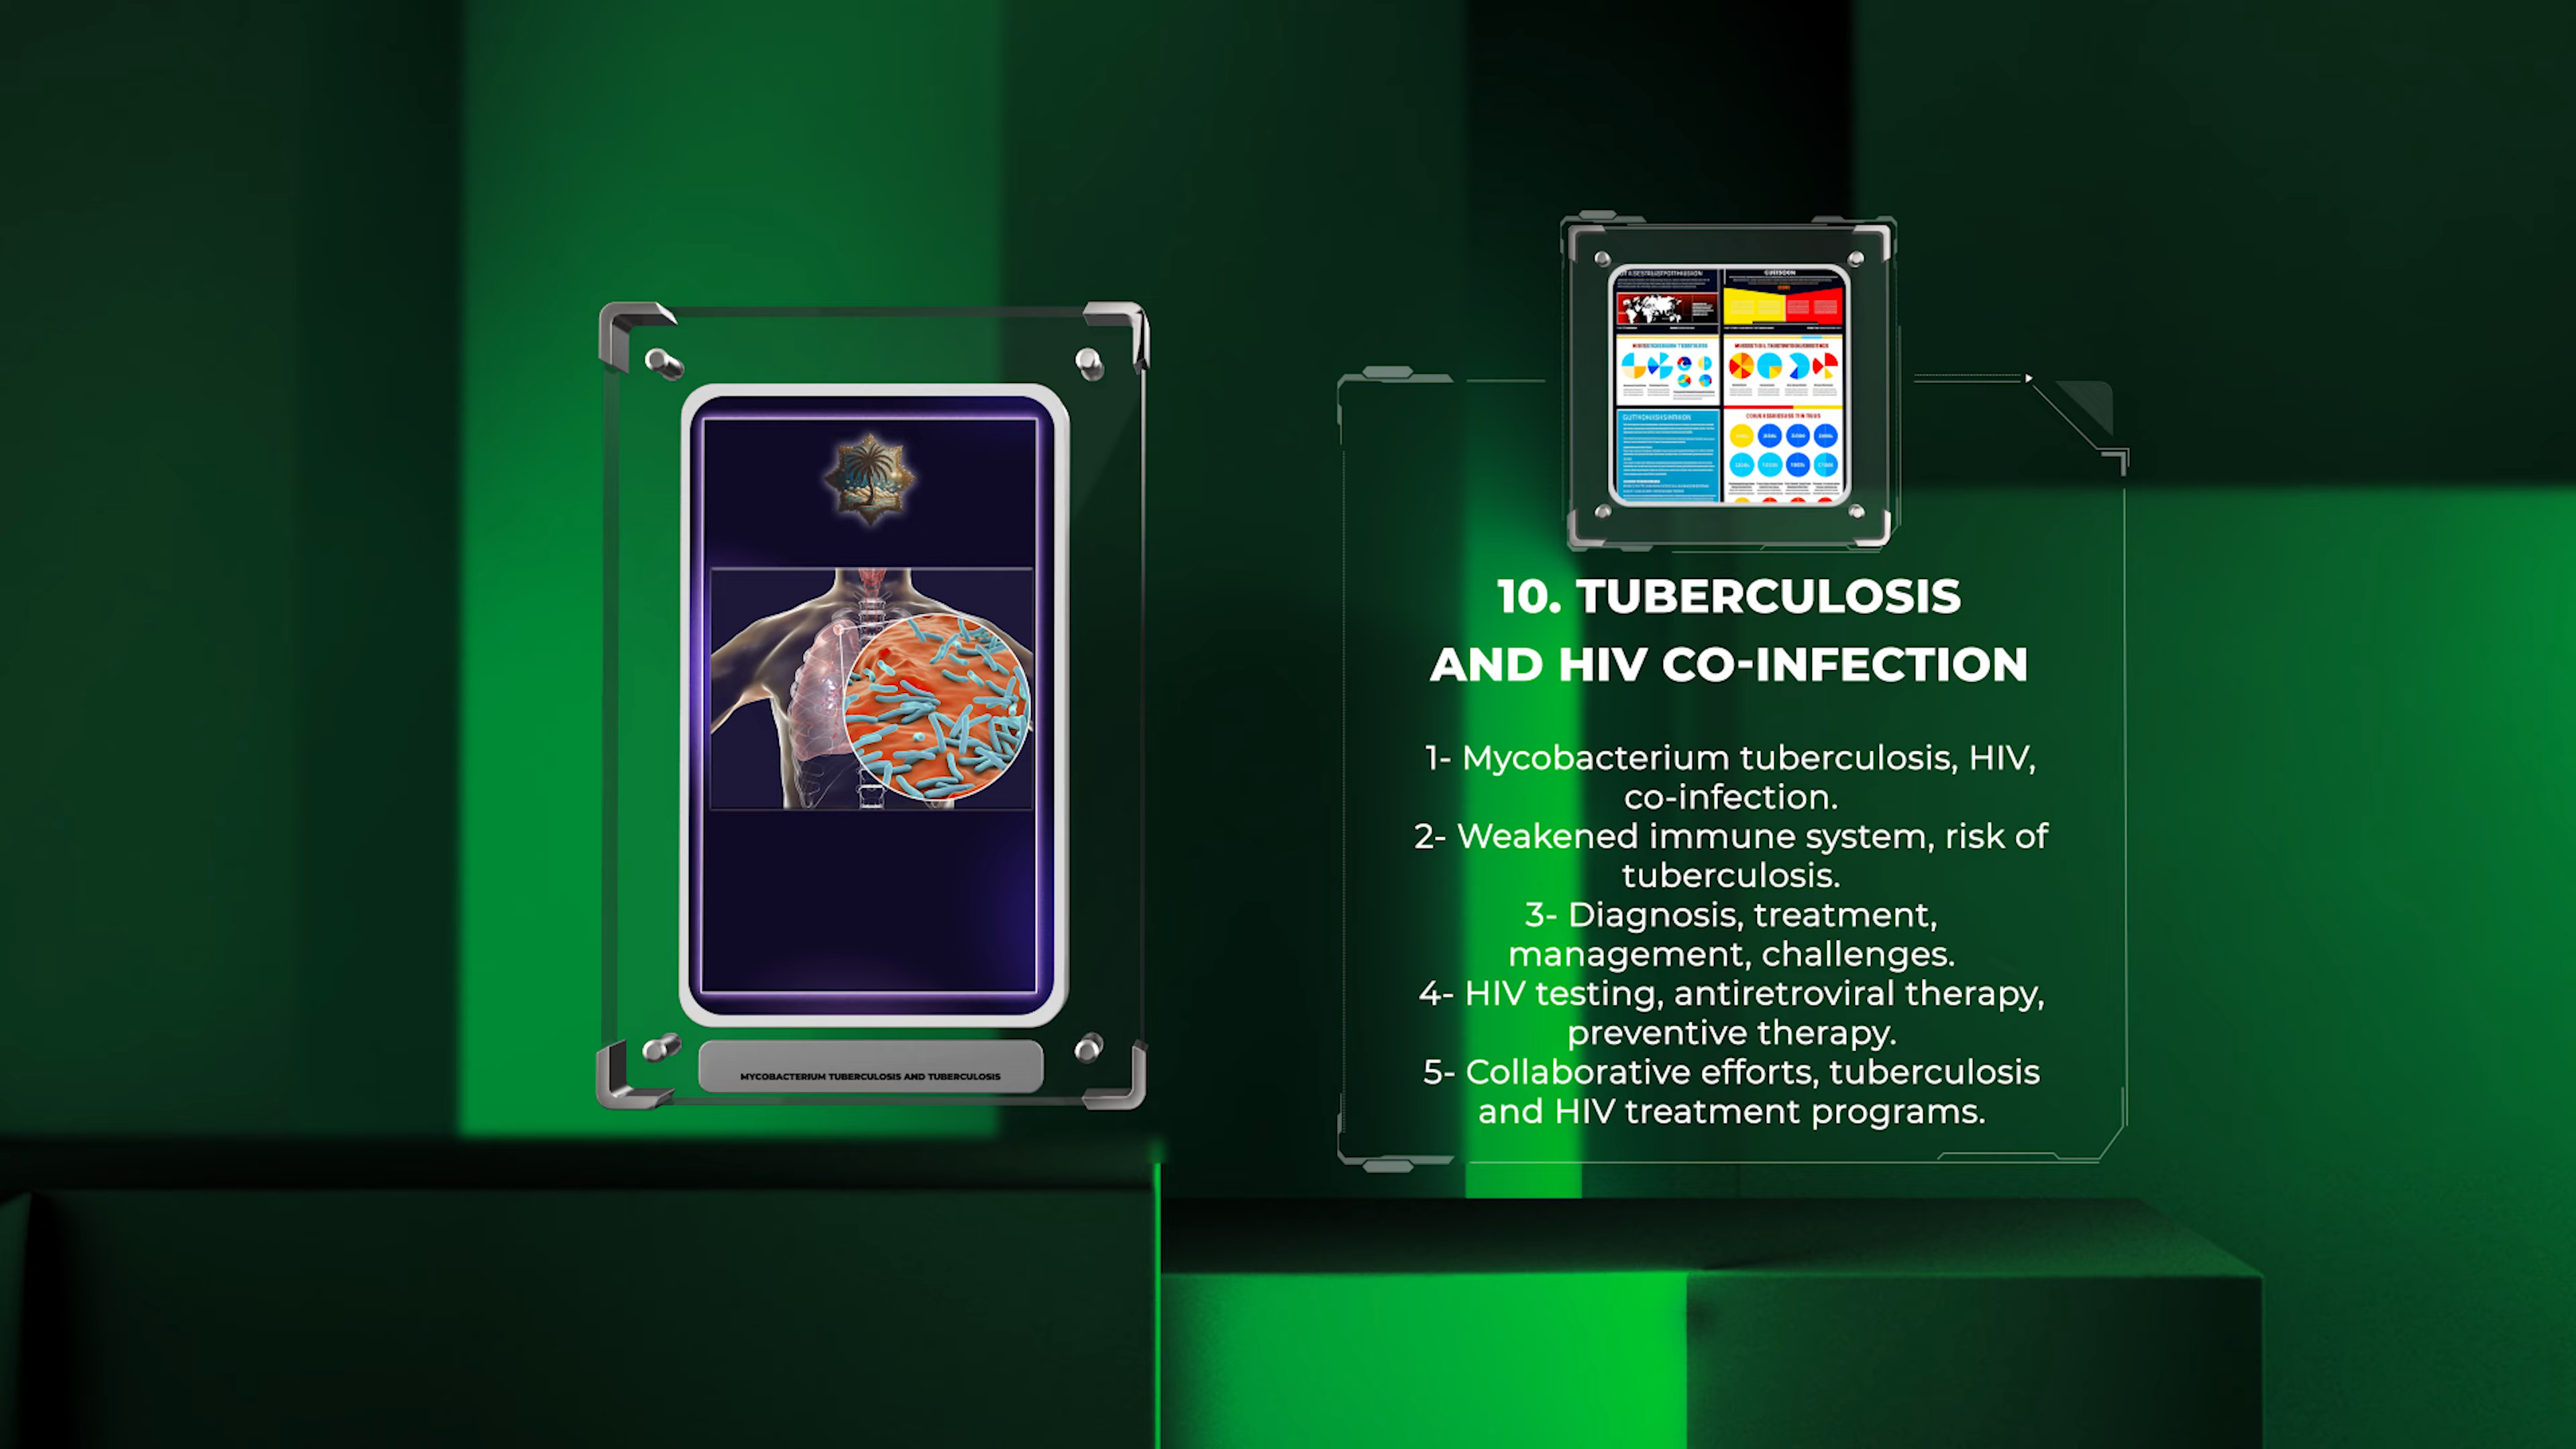 MYCOBACTERIUM TUBERCULOSIS AND TUBERCULOSIS
10. TUBERCULOSIS
AND HIV CO-INFECTION
1- Mycobacterium tuberculosis, HIV,
co-infection.
2- Weakened immune system, risk of
tuberculosis.
3- Diagnosis, treatment,
management, challenges.
4- HIV testing, antiretroviral therapy,
preventive therapy.
5- Collaborative efforts, tuberculosis
and HIV treatment programs.